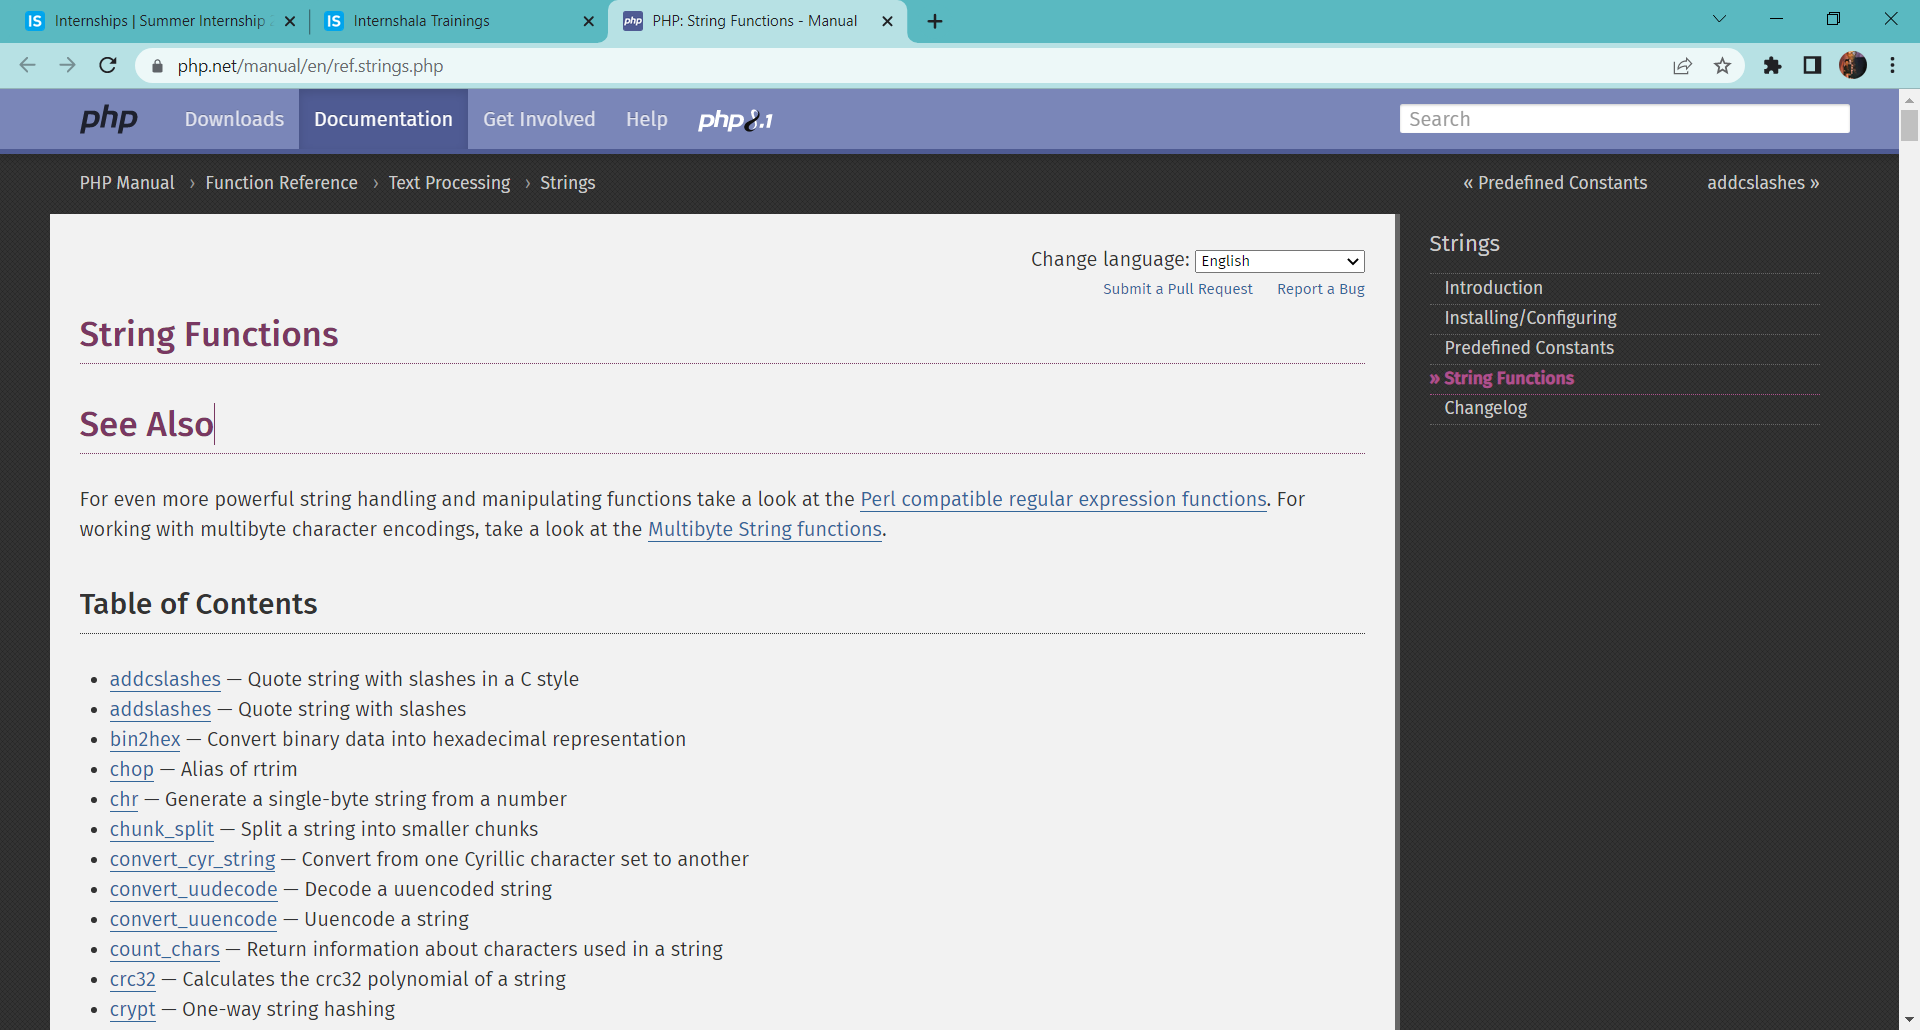 Internships | Summer Internship
Internshala Trainings
PHP: String Functions - Manual
php.net/manual/en/ref.strings.php
php
Downloads
Documentation
Get Involved
Help
php8.1
Search
PHP Manual › Function Reference › Text Processing › Strings
« Predefined Constants
addcslashes »
Change language: English
Submit a Pull Request
Report a Bug
String Functions
See Also
For even more powerful string handling and manipulating functions take a look at the Perl compatible regular expression functions. For
working with multibyte character encodings, take a look at the Multibyte String functions.
Table of Contents
• addcslashes — Quote string with slashes in a C style
• addslashes — Quote string with slashes
• bin2hex — Convert binary data into hexadecimal representation
• chop — Alias of rtrim
• chr — Generate a single-byte string from a number
• chunk_split — Split a string into smaller chunks
• convert_cyr_string — Convert from one Cyrillic character set to another
• convert_uudecode — Decode a uuencoded string
• convert_uuencode — Uuencode a string
• count_chars — Return information about characters used in a string
• crc32 — Calculates the crc32 polynomial of a string
• crypt — One-way string hashing
Strings
Introduction
Installing/Configuring
Predefined Constants
» String Functions
Changelog
IS
IS
php